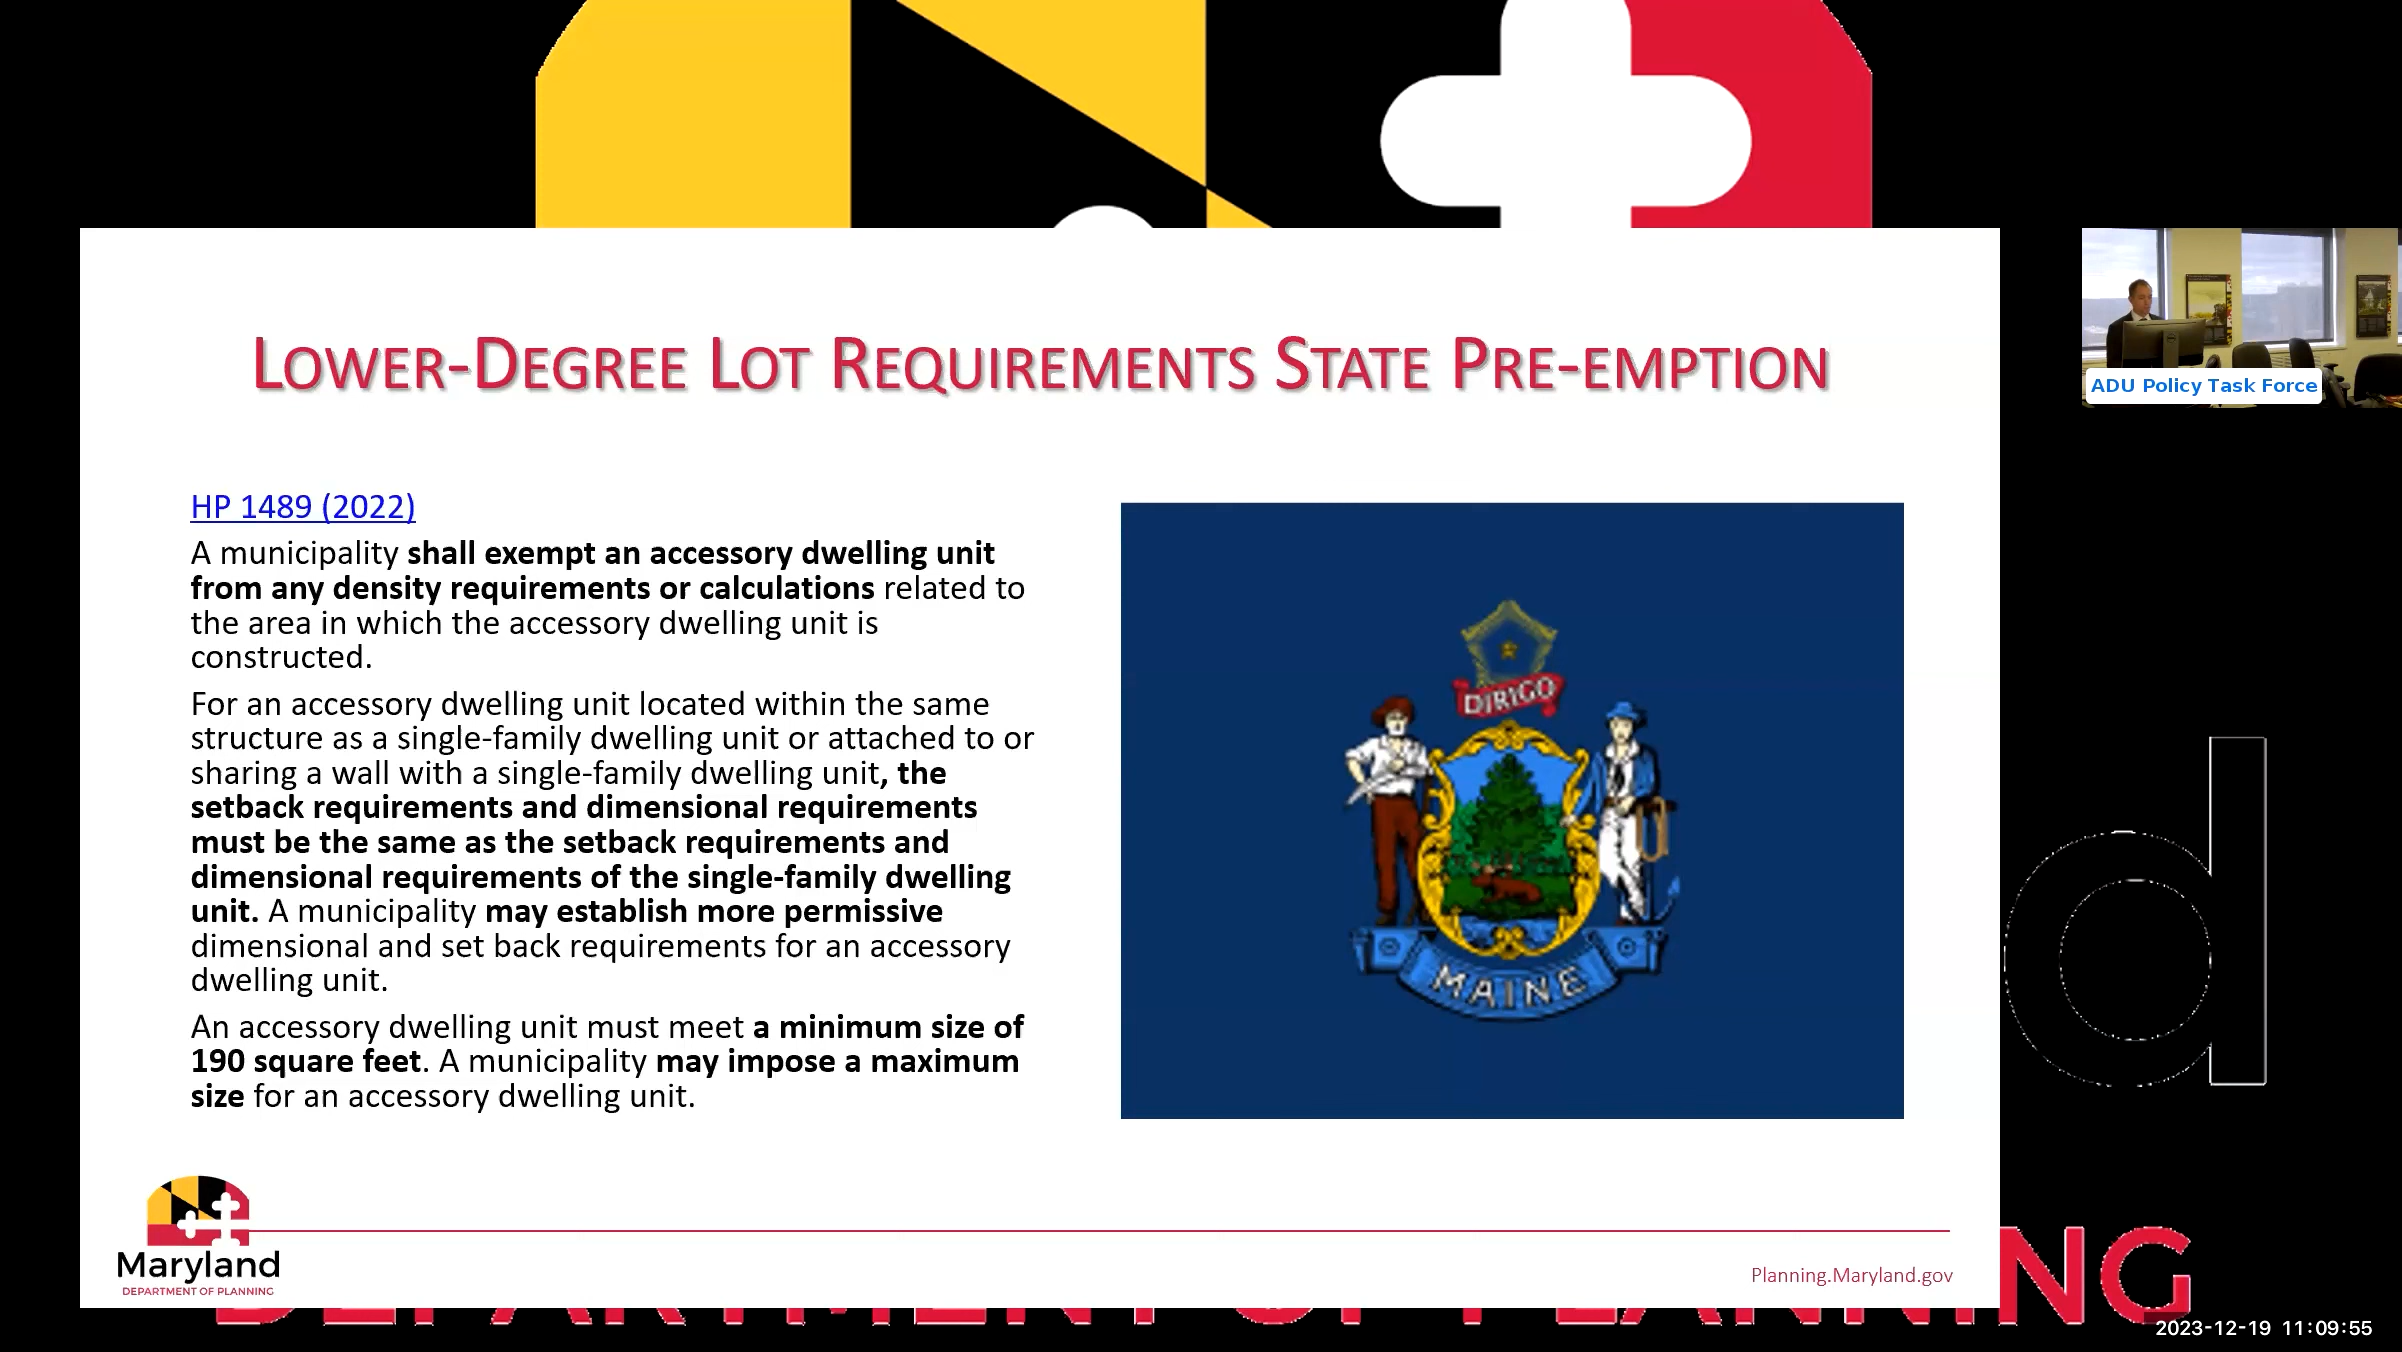 LOWER-DEGREE LOT REQUIREMENTS STATE PRE-EMPTION
ADU Policy Task Force
HP 1489 (2022)
A municipality shall exempt an accessory dwelling unit
from any density requirements or calculations related to
the area in which the accessory dwelling unit is
constructed.
For an accessory dwelling unit located within the same
structure as a single-family dwelling unit or attached to or
sharing a wall with a single-family dwelling unit, the
setback requirements and dimensional requirements
must be the same as the setback requirements and
dimensional requirements of the single-family dwelling
unit. A municipality may establish more permissive
dimensional and set back requirements for an accessory
dwelling unit.
An accessory dwelling unit must meet a minimum size of
190 square feet. A municipality may impose a maximum
size for an accessory dwelling unit.
DIRIGO
MAINE
d
Maryland
DEPARTMENT OF PLANNING
Planning.Maryland.gov
DEPARTMENT OF PLANNING
2023-12-19 11:09:55